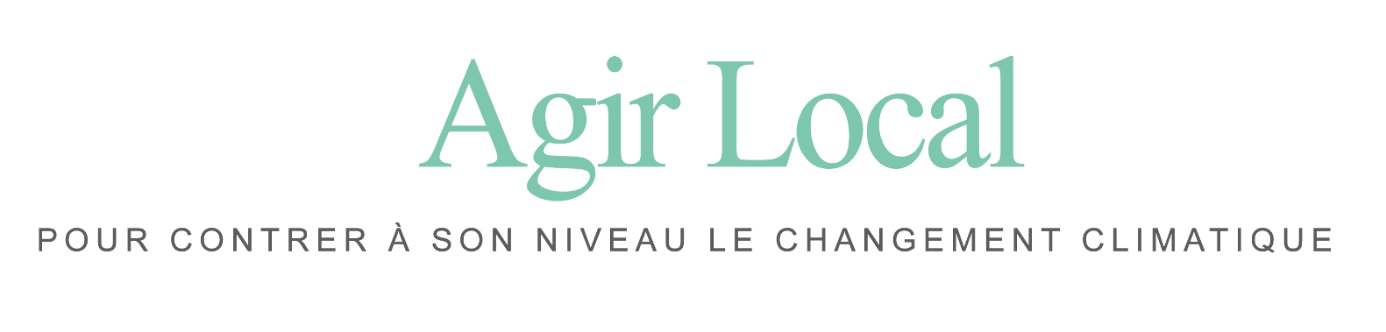 Agir Local
POUR CONTRER À SON NIVEAU LE CHANGEMENT CLIMATIQUE